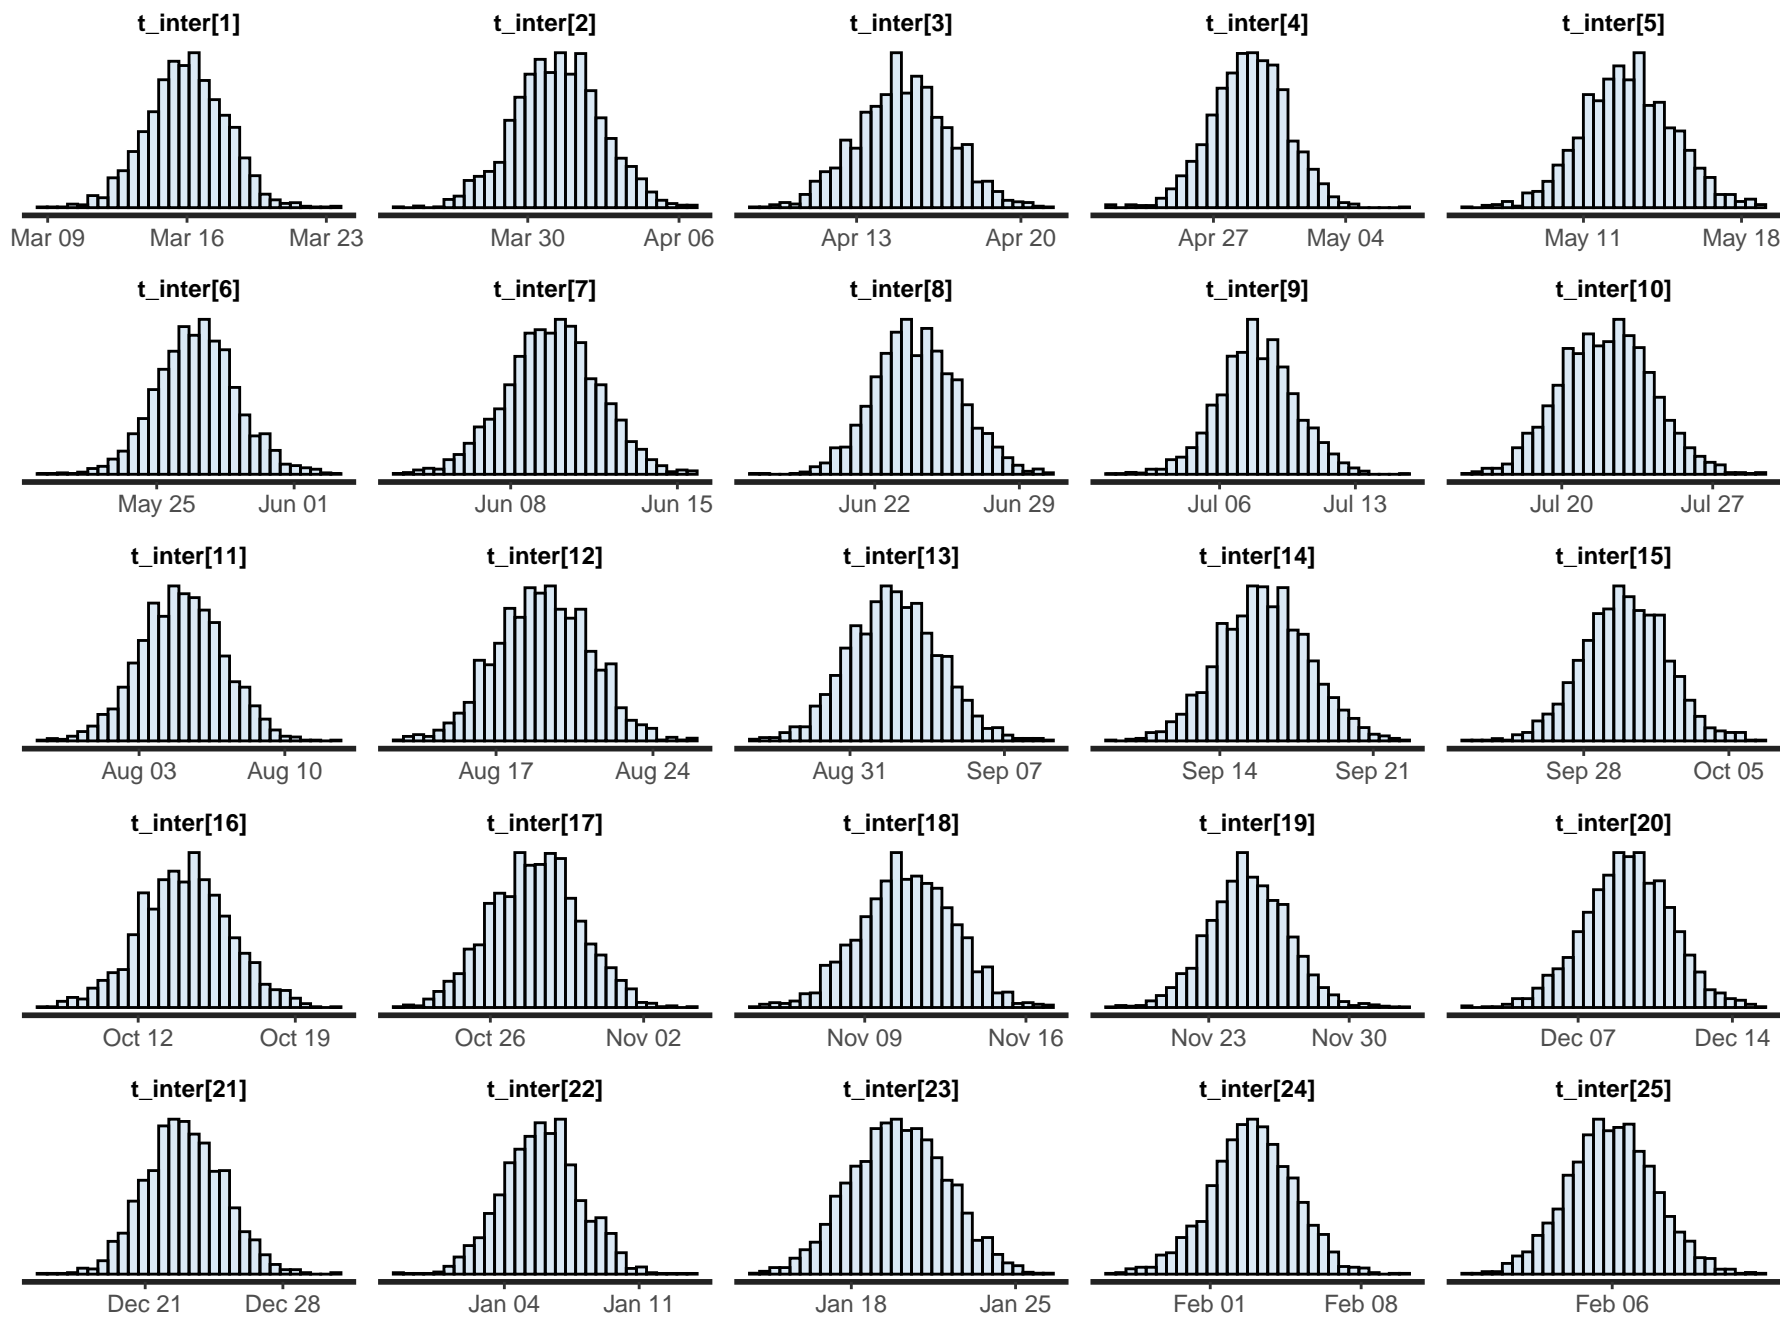 t_inter[1] t_inter[2] t_inter[3] t_inter[4] t_inter[5]
Mar 09 Mar 16 Mar 23 Mar 30 Apr 06 Apr 13 Apr 20 Apr 27 May 04 May 11 May 18
t_inter[6] t_inter[7] t_inter[8] t_inter[9] t_inter[10]
May 25 Jun 01 Jun 08 Jun 15 Jun 22 Jun 29 Jul 06 Jul 13 Jul 20 Jul 27
t_inter[11] t_inter[12] t_inter[13] t_inter[14] t_inter[15]
Aug 03 Aug 10 Aug 17 Aug 24 Aug 31 Sep 07 Sep 14 Sep 21 Sep 28 Oct 05
t_inter[16] t_inter[17] t_inter[18] t_inter[19] t_inter[20]
Oct 12 Oct 19 Oct 26 Nov 02 Nov 09 Nov 16 Nov 23 Nov 30 Dec 07 Dec 14
t_inter[21] t_inter[22] t_inter[23] t_inter[24] t_inter[25]
Dec 21 Dec 28 Jan 04 Jan 11 Jan 18 Jan 25 Feb 01 Feb 08 Feb 06